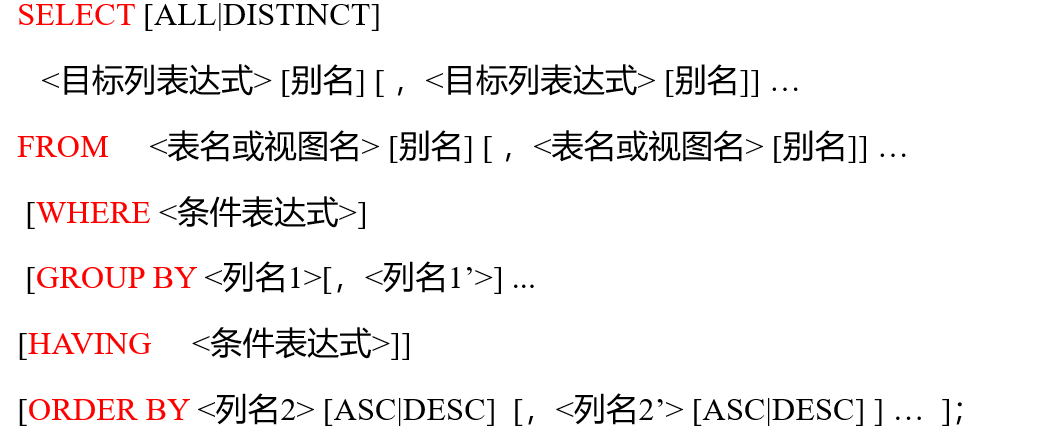 SELECT [ALL|DISTINCT]
<目标列表达式> [别名] [ ，<目标列表达式> [别名]] …
FROM <表名或视图名> [别名] [ ，<表名或视图名> [别名]] …
[WHERE <条件表达式>]
[GROUP BY <列名1>[，<列名1’>] ...
[HAVING <条件表达式>]]
[ORDER BY <列名2> [ASC|DESC] [，<列名2’> [ASC|DESC] ] … ]；